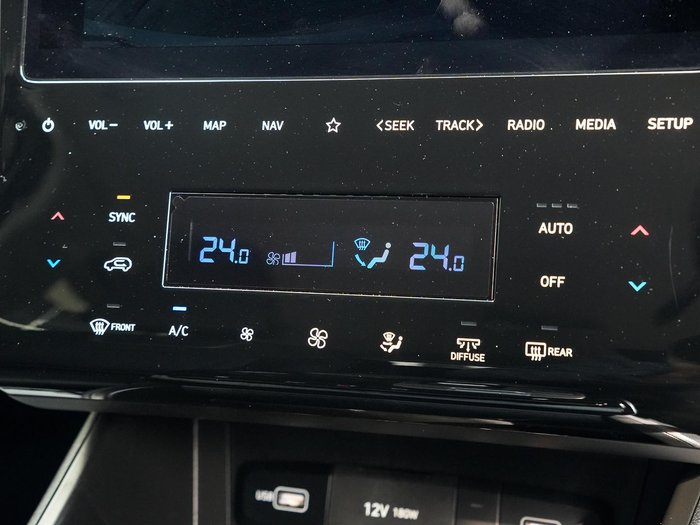 VOL− VOL+ MAP NAV <SEEK TRACK> RADIO MEDIA SETUP
SYNC AUTO
24.0 24.0
OFF
FRONT A/C DIFFUSE REAR
USB 12V 180W